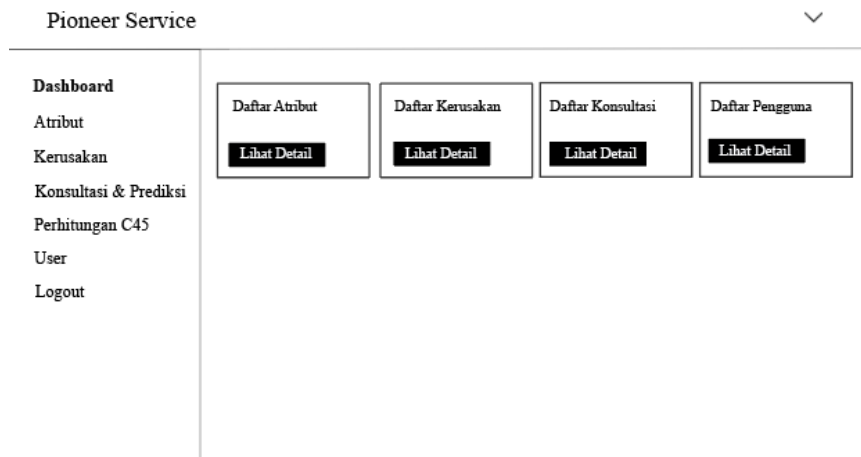 Pioneer Service
Dashboard
Atribut
Kerusakan
Konsultasi & Prediksi
Perhitungan C45
User
Logout
Daftar Atribut
Lihat Detail
Daftar Kerusakan
Lihat Detail
Daftar Konsultasi
Lihat Detail
Daftar Pengguna
Lihat Detail